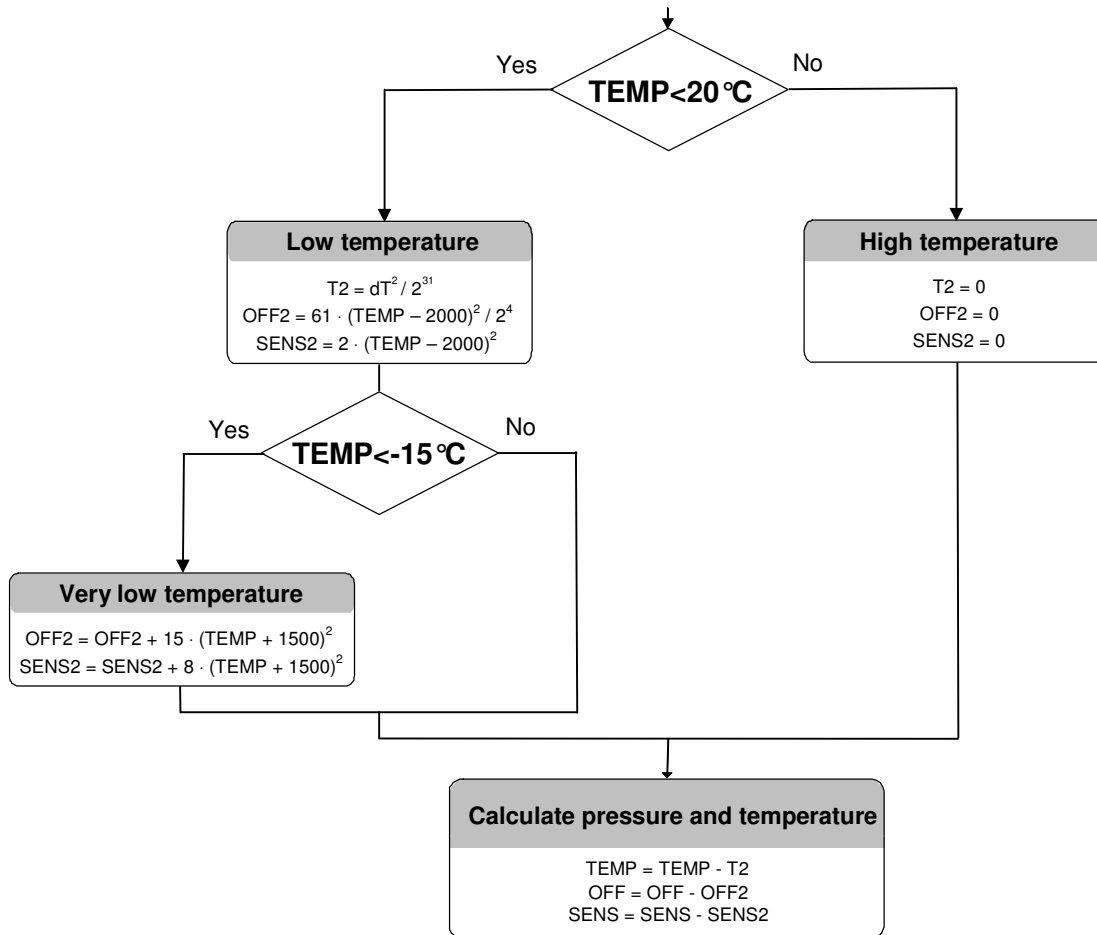 Yes
No
TEMP<20°C
Low temperature
T2 = dT² / 2³¹
OFF2 = 61 · (TEMP – 2000)² / 2⁴
SENS2 = 2 · (TEMP – 2000)²
High temperature
T2 = 0
OFF2 = 0
SENS2 = 0
Yes
No
TEMP<-15°C
Very low temperature
OFF2 = OFF2 + 15 · (TEMP + 1500)²
SENS2 = SENS2 + 8 · (TEMP + 1500)²
Calculate pressure and temperature
TEMP = TEMP - T2
OFF = OFF - OFF2
SENS = SENS - SENS2